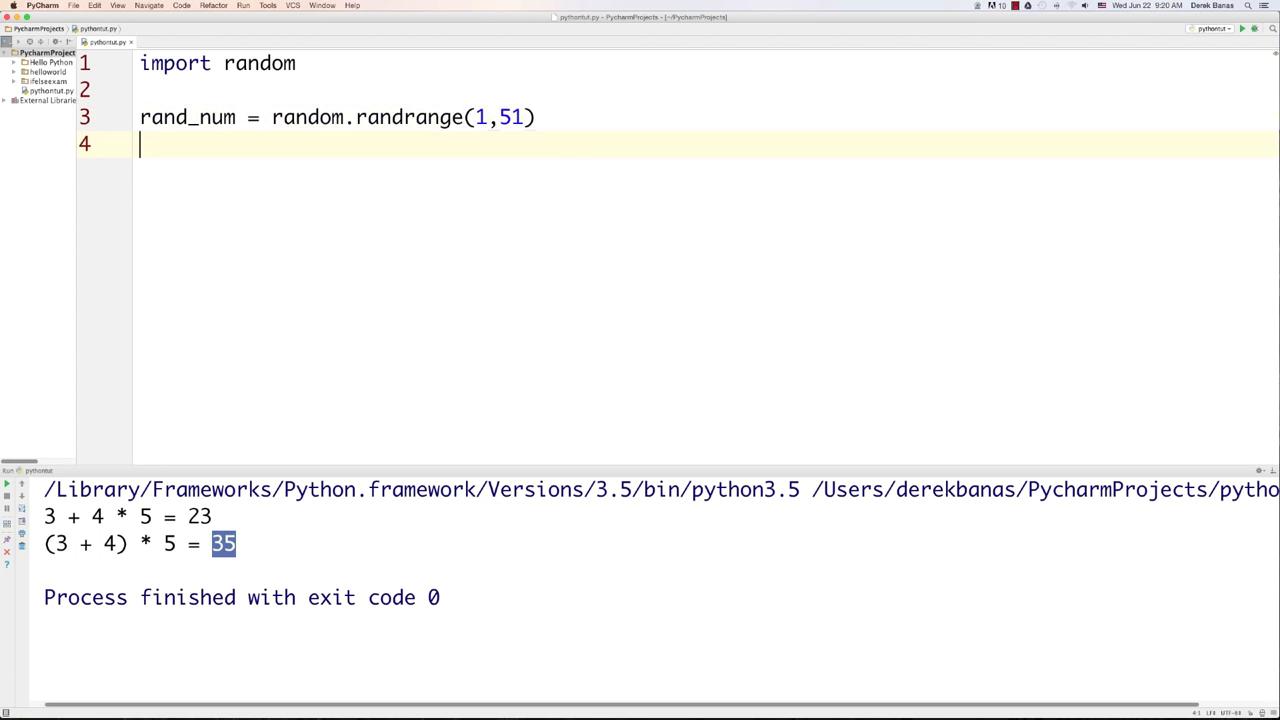 PyCharm File Edit View Navigate Code Refactor Run Tools VCS Window Help 10 Wed Jun 22 9:20 AM Derek Banas
pythontut.py - PycharmProjects - [~/PycharmProjects]
PycharmProjects pythontut.py pythontut
pythontut.py
PycharmProject
Hello Python
helloworld
ifelseexam
pythontut.py
External Librarie
1 import random
2
3 rand_num = random.randrange(1,51)
4
Run pythontut
/Library/Frameworks/Python.framework/Versions/3.5/bin/python3.5 /Users/derekbanas/PycharmProjects/pytho
3 + 4 * 5 = 23
(3 + 4) * 5 = 35
Process finished with exit code 0
4:1 LF UTF-8